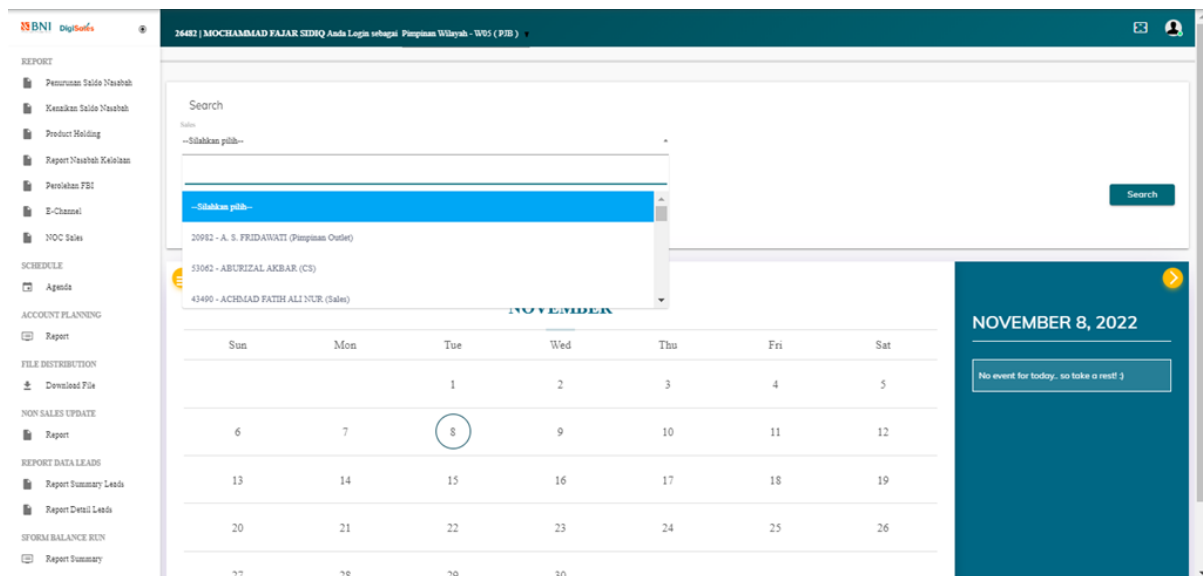 BNI DigiSales
26482 | MOCHAMMAD FAJAR SIDIQ Anda Login sebagai Pimpinan Wilayah - W05 ( PJB )
REPORT
Penurunan Saldo Nasabah
Kenaikan Saldo Nasabah
Product Holding
Report Nasabah Kelolaan
Perolehan FBI
E-Channel
NOC Sales
SCHEDULE
Agenda
ACCOUNT PLANNING
Report
FILE DISTRIBUTION
Download File
NON SALES UPDATE
Report
REPORT DATA LEADS
Report Summary Leads
Report Detail Leads
SFORM BALANCE RUN
Report Summary
Search
Sales
--Silahkan pilih--
--Silahkan pilih--
20982 - A. S. FRIDAWATI (Pimpinan Outlet)
53062 - ABURIZAL AKBAR (CS)
43490 - ACHMAD FATIH ALI NUR (Sales)
Search
NOVEMBER
Sun Mon Tue Wed Thu Fri Sat
1 2 3 4 5
6 7 8 9 10 11 12
13 14 15 16 17 18 19
20 21 22 23 24 25 26
27 28 29 30
NOVEMBER 8, 2022
No event for today.. so take a rest! :)